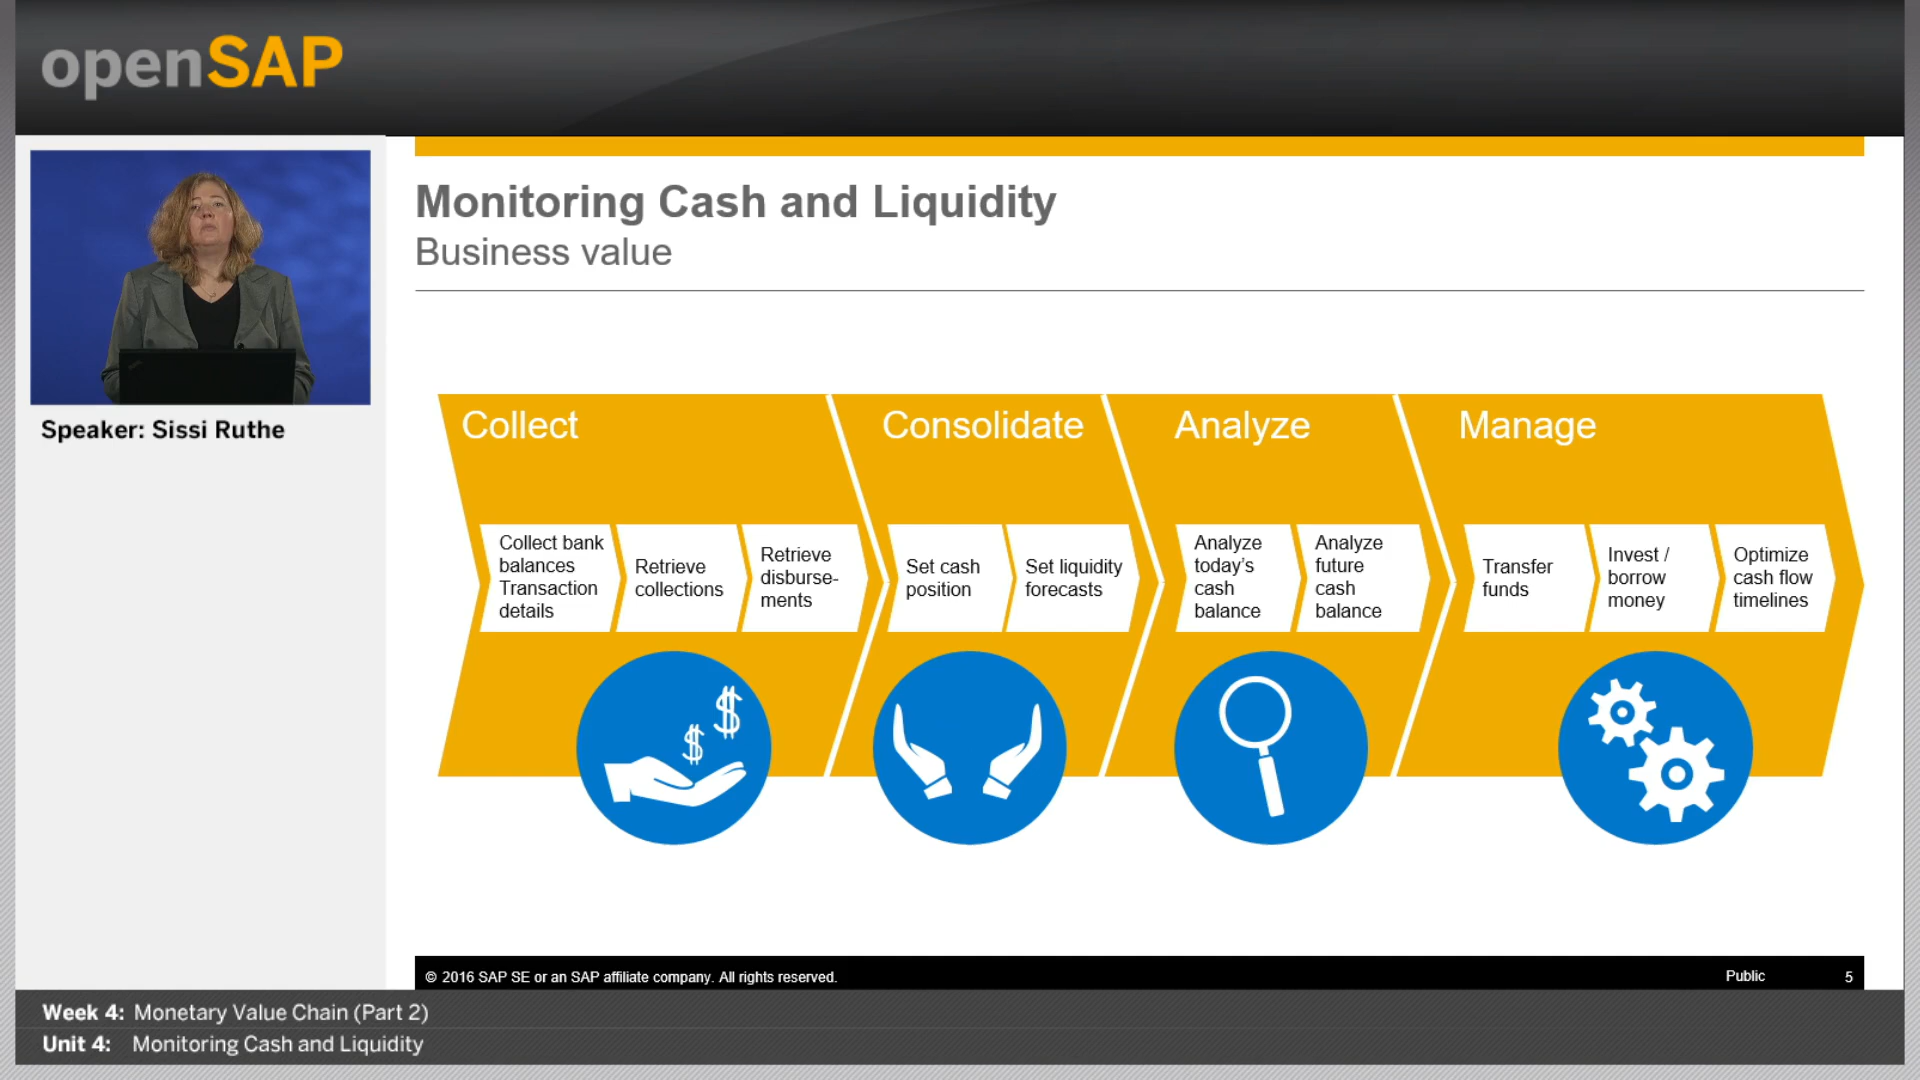 openSAP
Speaker: Sissi Ruthe
Monitoring Cash and Liquidity
Business value
Collect
Collect bank
balances
Transaction
details
Retrieve
collections
Retrieve
disburse-
ments
Consolidate
Set cash
position
Set liquidity
forecasts
Analyze
Analyze
today's
cash
balance
Analyze
future
cash
balance
Manage
Transfer
funds
Invest /
borrow
money
Optimize
cash flow
timelines
$
$
© 2016 SAP SE or an SAP affiliate company. All rights reserved.
Public
5
Week 4: Monetary Value Chain (Part 2)
Unit 4: Monitoring Cash and Liquidity